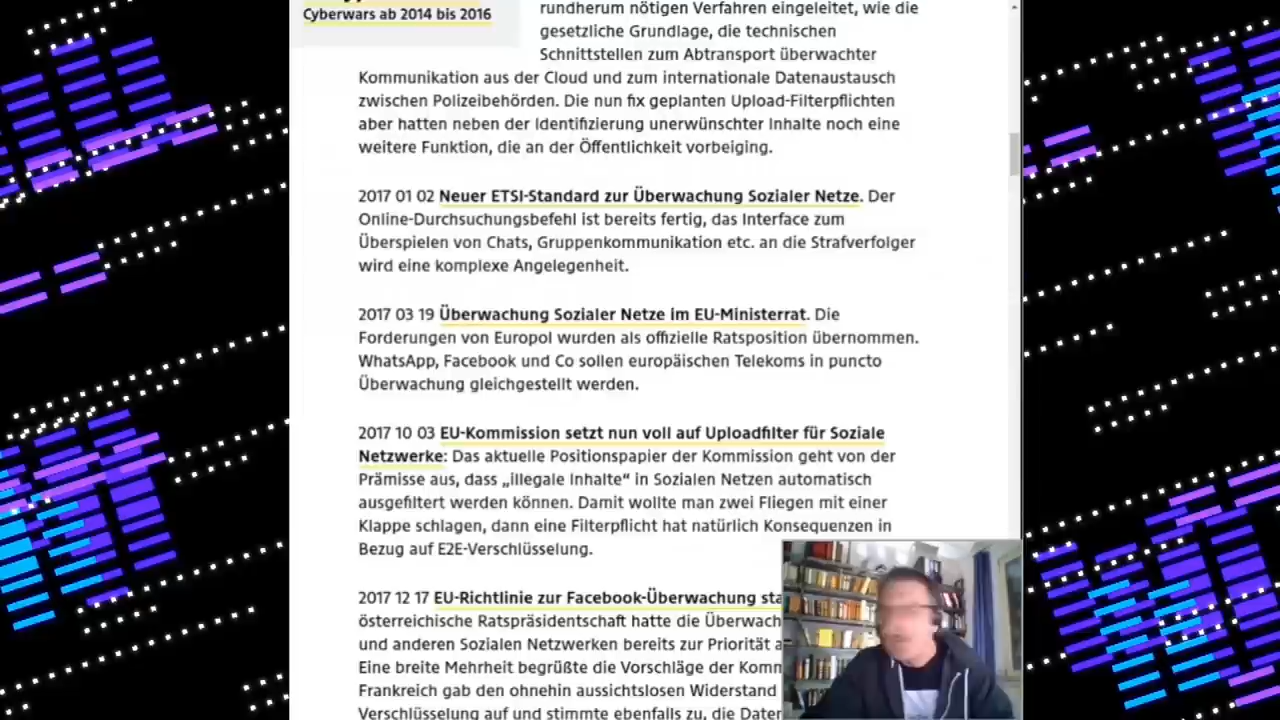 Cyberwars ab 2014 bis 2016
rundherum nötigen Verfahren eingeleitet, wie die
gesetzliche Grundlage, die technischen
Schnittstellen zum Abtransport überwachter
Kommunikation aus der Cloud und zum internationale Datenaustausch
zwischen Polizeibehörden. Die nun fix geplanten Upload-Filterpflichten
aber hatten neben der Identifizierung unerwünschter Inhalte noch eine
weitere Funktion, die an der Öffentlichkeit vorbeiging.
2017 01 02 Neuer ETSI-Standard zur Überwachung Sozialer Netze. Der
Online-Durchsuchungsbefehl ist bereits fertig, das Interface zum
Überspielen von Chats, Gruppenkommunikation etc. an die Strafverfolger
wird eine komplexe Angelegenheit.
2017 03 19 Überwachung Sozialer Netze im EU-Ministerrat. Die
Forderungen von Europol wurden als offizielle Ratsposition übernommen.
WhatsApp, Facebook und Co sollen europäischen Telekoms in puncto
Überwachung gleichgestellt werden.
2017 10 03 EU-Kommission setzt nun voll auf Uploadfilter für Soziale
Netzwerke: Das aktuelle Positionspapier der Kommission geht von der
Prämisse aus, dass „illegale Inhalte“ in Sozialen Netzen automatisch
ausgefiltert werden können. Damit wollte man zwei Fliegen mit einer
Klappe schlagen, dann eine Filterpflicht hat natürlich Konsequenzen in
Bezug auf E2E-Verschlüsselung.
2017 12 17 EU-Richtlinie zur Facebook-Überwachung sta
österreichische Ratspräsidentschaft hatte die Überwach
und anderen Sozialen Netzwerken bereits zur Priorität a
Eine breite Mehrheit begrüßte die Vorschläge der Komn
Frankreich gab den ohnehin aussichtslosen Widerstand
Verschlüsselung auf und stimmte ebenfalls zu, die Daten